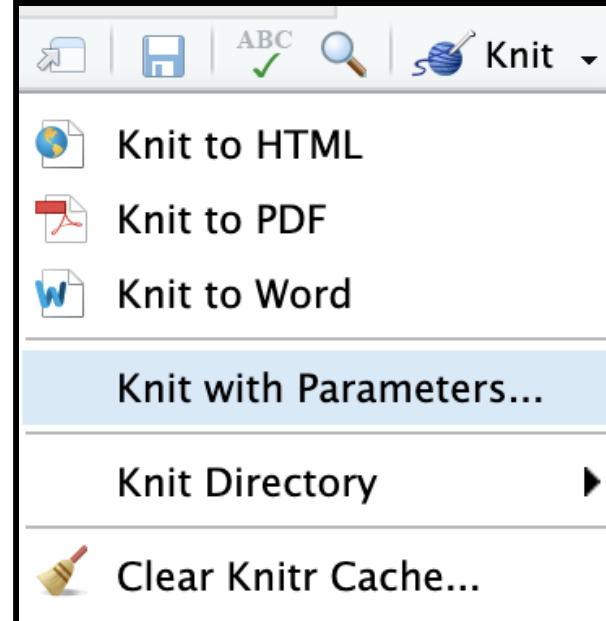 ABC Knit
Knit to HTML
Knit to PDF
W Knit to Word
Knit with Parameters...
Knit Directory
Clear Knitr Cache...